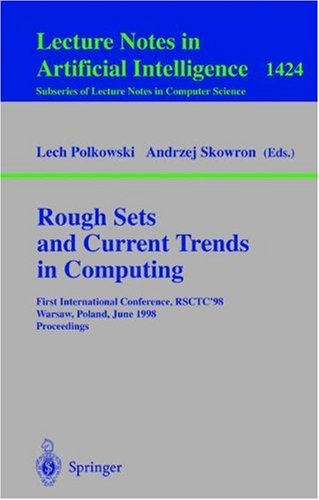 Lecture Notes in
Artificial Intelligence 1424
Subseries of Lecture Notes in Computer Science
Lech Polkowski Andrzej Skowron (Eds.)
Rough Sets
and Current Trends
in Computing
First International Conference, RSCTC'98
Warsaw, Poland, June 1998
Proceedings
Springer